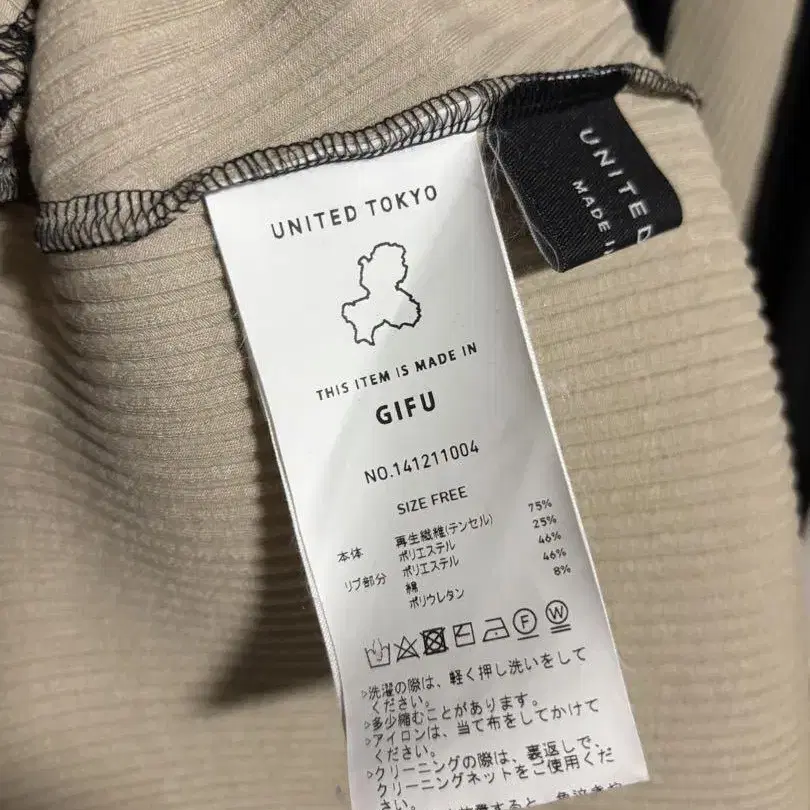 UNITED TOKYO
THIS ITEM IS MADE IN
GIFU
NO.141211004
SIZE FREE
本体 再生繊維(テンセル) 75%
ポリエステル 25%
リブ部分 ポリエステル 46%
綿 46%
ポリウレタン 8%
F W
▷洗濯の際は、軽く押し洗いをして
ください。
▷多少縮むことがあります。
▷アイロンは、当て布をしてかけて
ください。
▷クリーニングの際は、裏返しで、
クリーニングネットをご使用くだ
さい。
UNITED
MADE IN